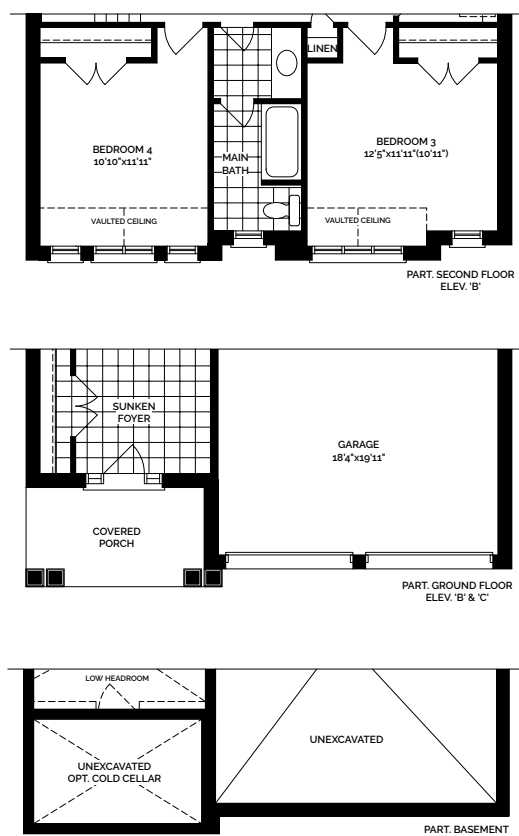 LINEN
BEDROOM 4
10'10"x11'11"
MAIN
BATH
BEDROOM 3
12'5"x11'11"(10'11")
VAULTED CEILING
VAULTED CEILING
PART. SECOND FLOOR
ELEV. 'B'
SUNKEN
FOYER
GARAGE
18'4"x19'11"
COVERED
PORCH
PART. GROUND FLOOR
ELEV. 'B' & 'C'
LOW HEADROOM
UNEXCAVATED
UNEXCAVATED
OPT. COLD CELLAR
PART. BASEMENT